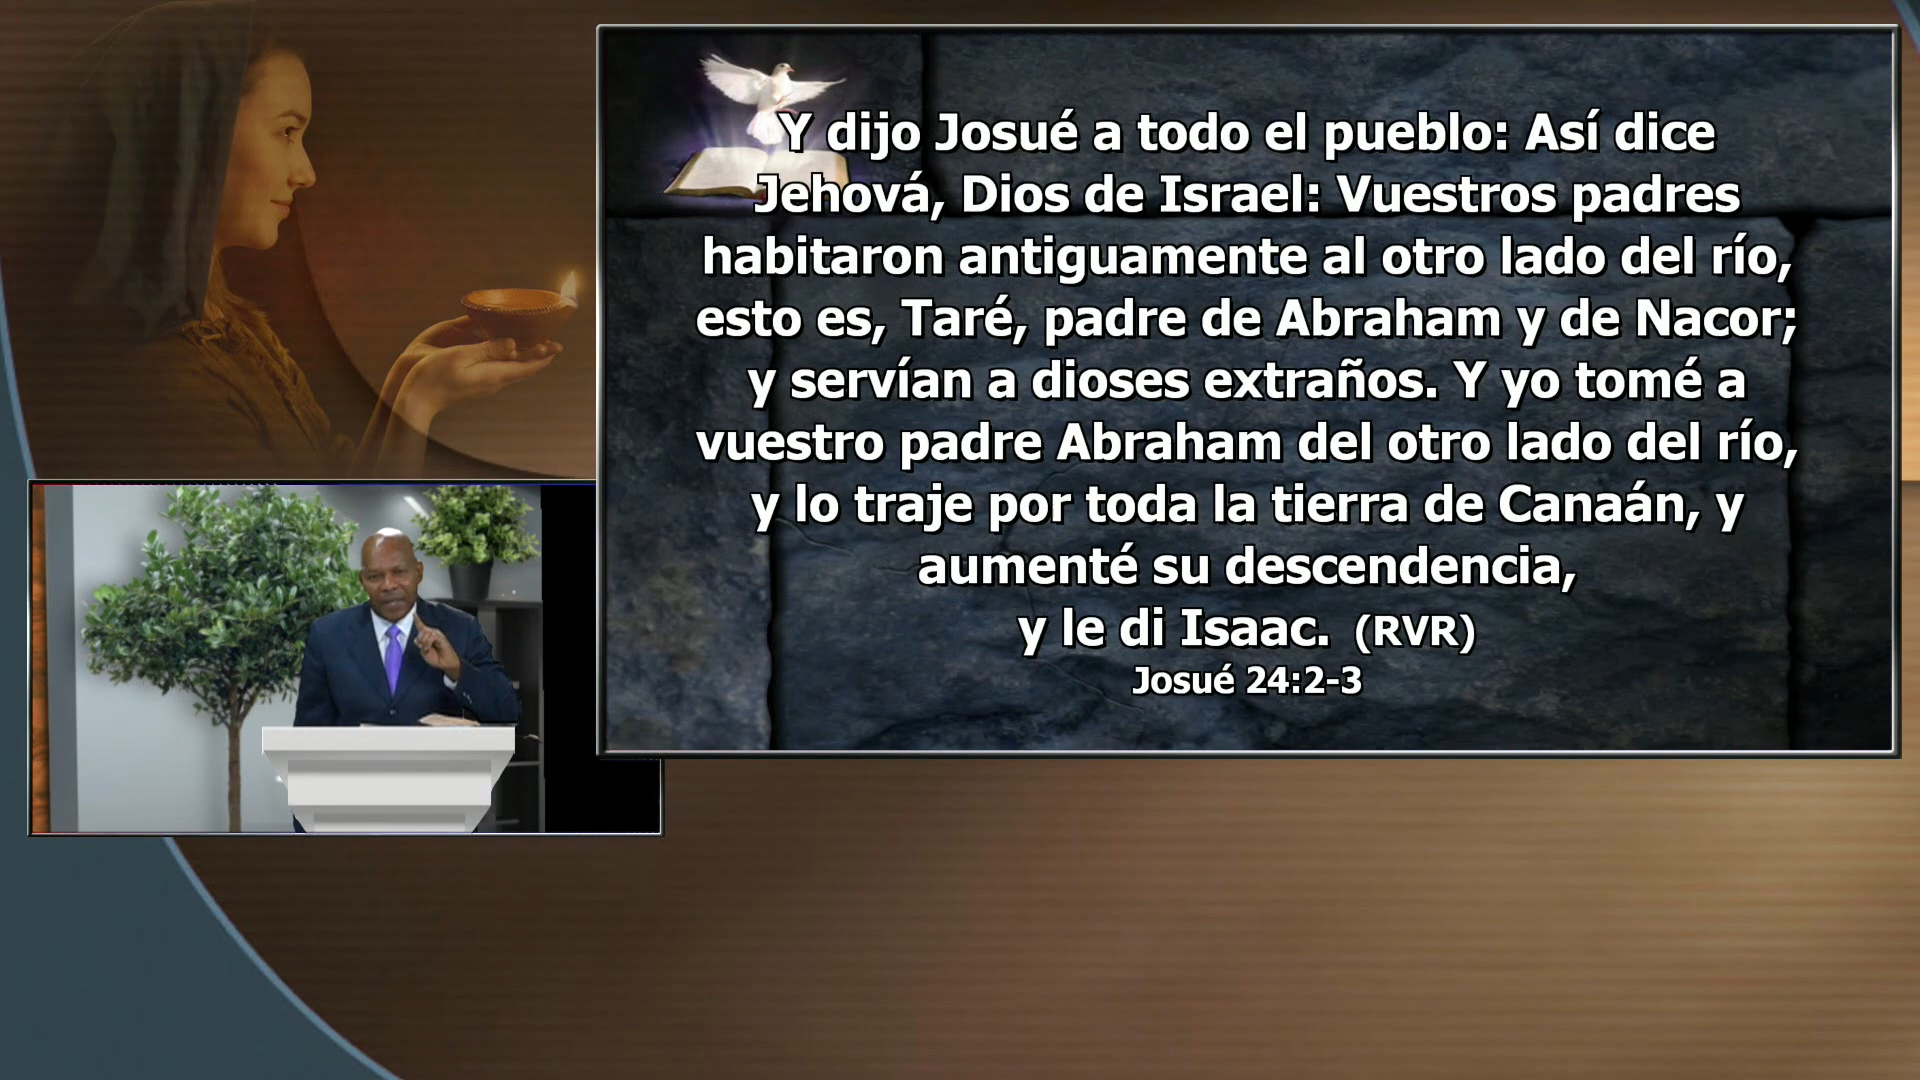 Y dijo Josué a todo el pueblo: Así dice
Jehová, Dios de Israel: Vuestros padres
habitaron antiguamente al otro lado del río,
esto es, Taré, padre de Abraham y de Nacor;
y servían a dioses extraños. Y yo tomé a
vuestro padre Abraham del otro lado del río,
y lo traje por toda la tierra de Canaán, y
aumenté su descendencia,
y le di Isaac. (RVR)
Josué 24:2-3